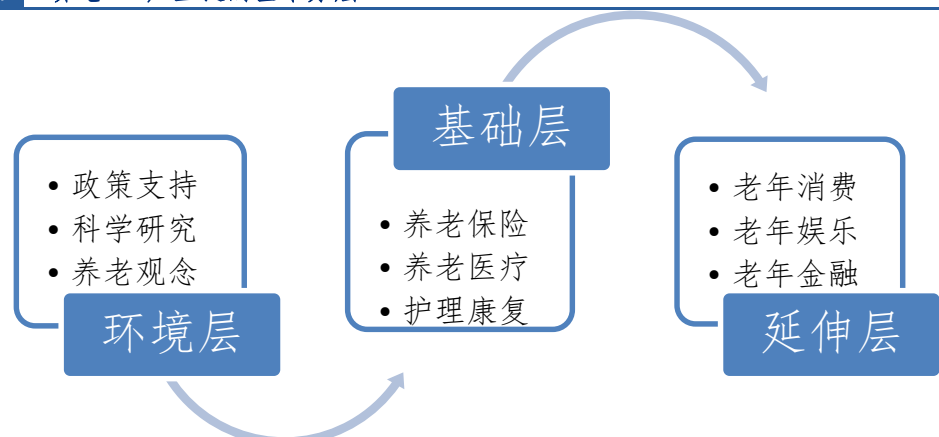 • 政策支持
• 科学研究
• 养老观念
环境层
基础层
• 养老保险
• 养老医疗
• 护理康复
• 老年消费
• 老年娱乐
• 老年金融
延伸层